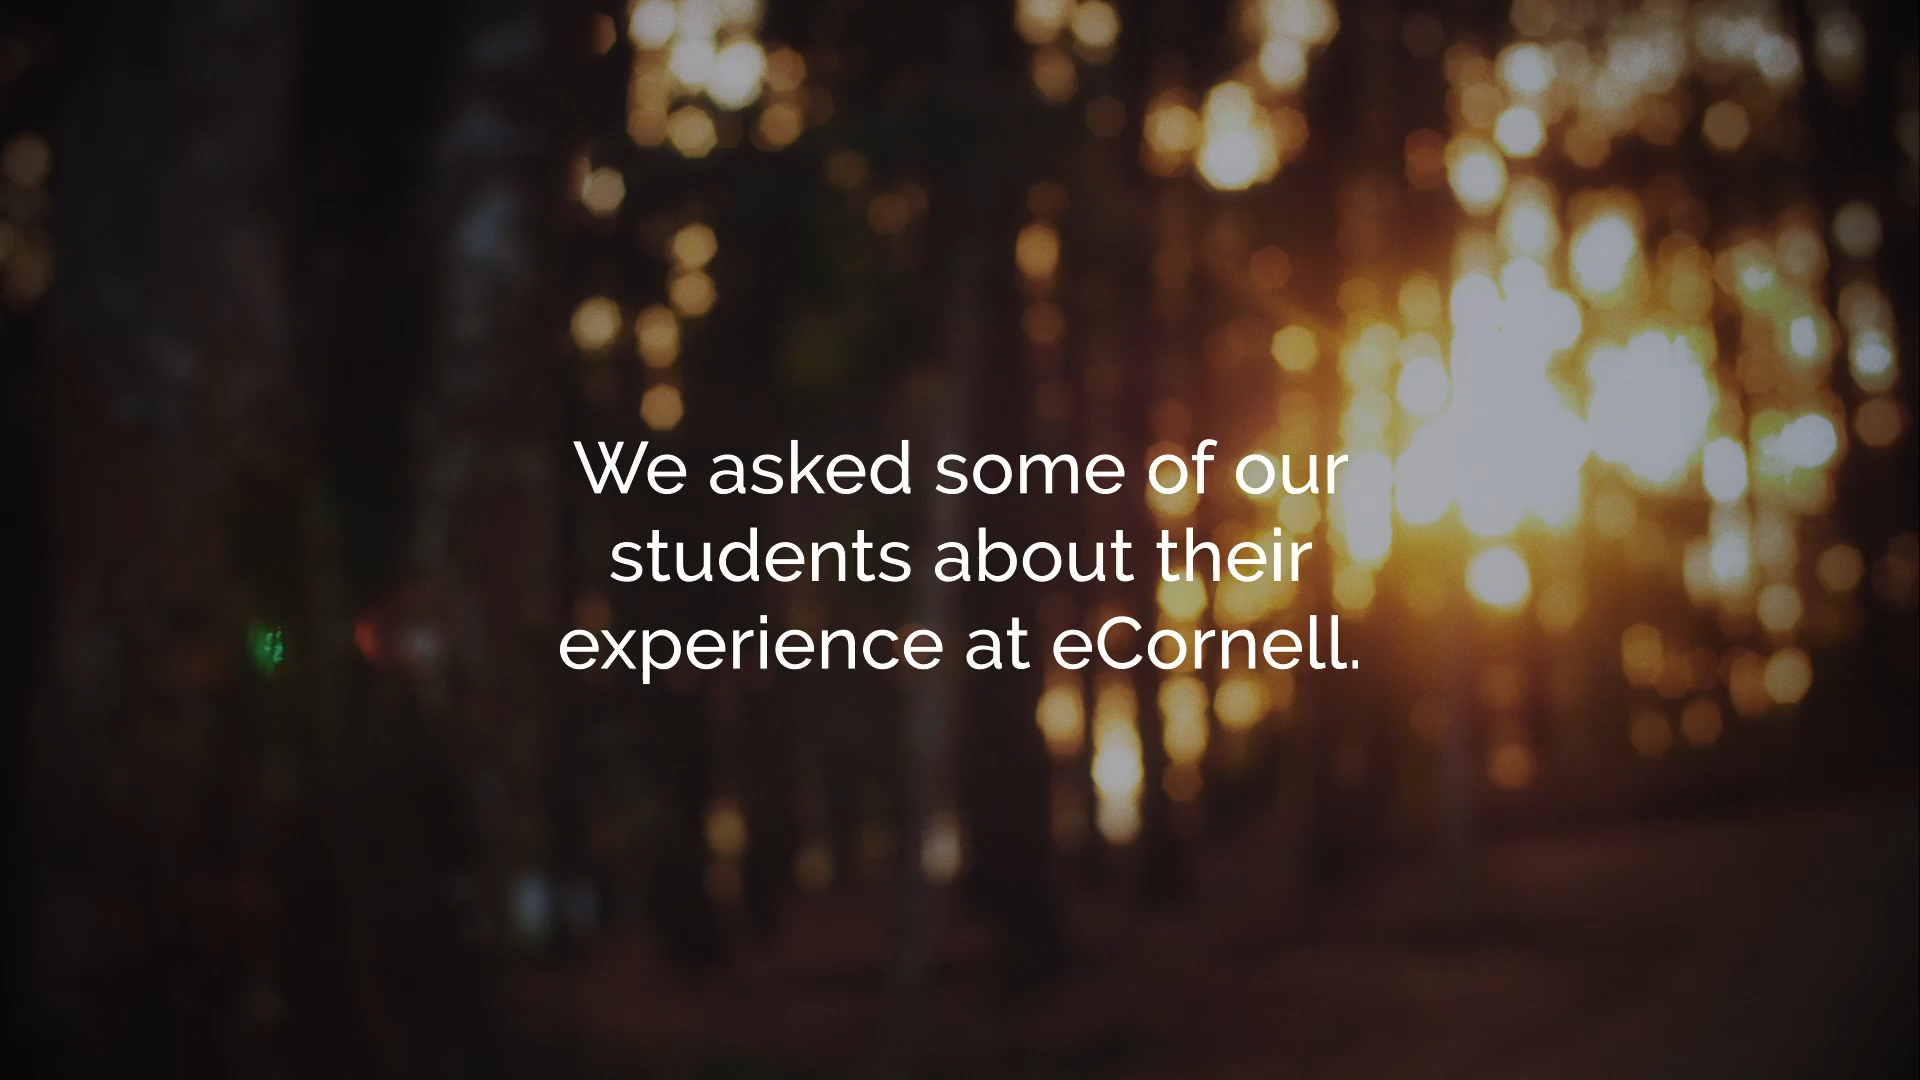 We asked some of our
students about their
experience at eCornell.